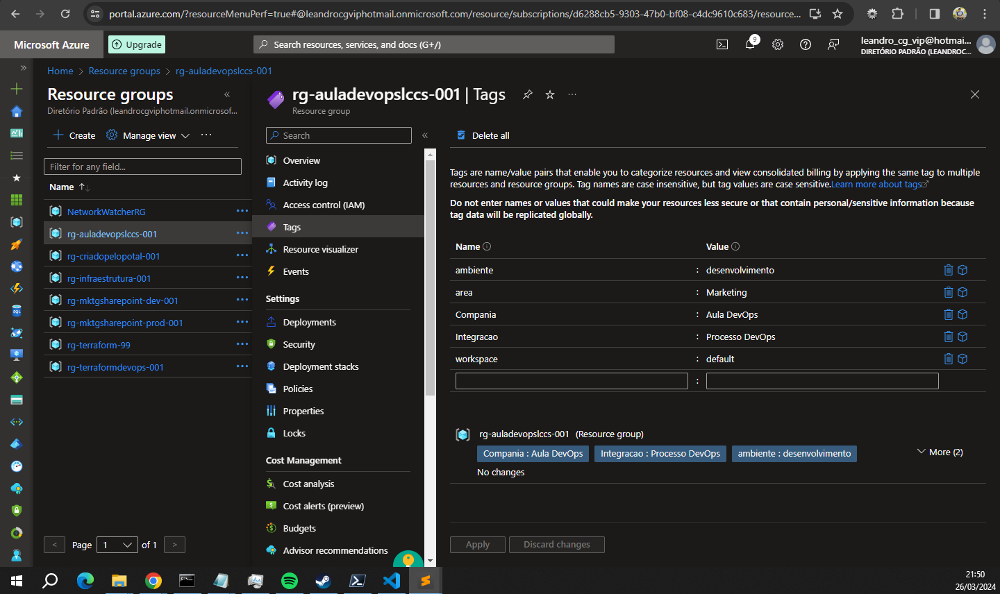 portal.azure.com/?resourceMenuPerf=true#@leandrocgviphotmail.onmicrosoft.com/resource/subscriptions/d6288cb5-9303-47b0-bf08-c4dc9610c683/resource...
Microsoft Azure
Upgrade
Search resources, services, and docs (G+/)
9
leandro_cg_vip@hotmai...
DIRETÓRIO PADRÃO (LEANDROC...
Home > Resource groups > rg-auladevopslccs-001
Resource groups
Diretório Padrão (leandrocgviphotmail.onmicrosof...
Create
Manage view
Filter for any field...
Name
NetworkWatcherRG
rg-auladevopslccs-001
rg-criadopelopotal-001
rg-infraestrutura-001
rg-mktgsharepoint-dev-001
rg-mktgsharepoint-prod-001
rg-terraform-99
rg-terraformdevops-001
< Page 1 of 1 >
rg-auladevopslccs-001 | Tags
Resource group
Search
Overview
Activity log
Access control (IAM)
Tags
Resource visualizer
Events
Settings
Deployments
Security
Deployment stacks
Policies
Properties
Locks
Cost Management
Cost analysis
Cost alerts (preview)
Budgets
Advisor recommendations
Delete all
Tags are name/value pairs that enable you to categorize resources and view consolidated billing by applying the same tag to multiple
resources and resource groups. Tag names are case insensitive, but tag values are case sensitive.Learn more about tags
Do not enter names or values that could make your resources less secure or that contain personal/sensitive information because
tag data will be replicated globally.
Name Value
ambiente : desenvolvimento
area : Marketing
Compania : Aula DevOps
Integracao : Processo DevOps
workspace : default
:
rg-auladevopslccs-001 (Resource group)
Compania : Aula DevOps Integracao : Processo DevOps ambiente : desenvolvimento
More (2)
No changes
Apply
Discard changes
SQL
21:50
26/03/2024